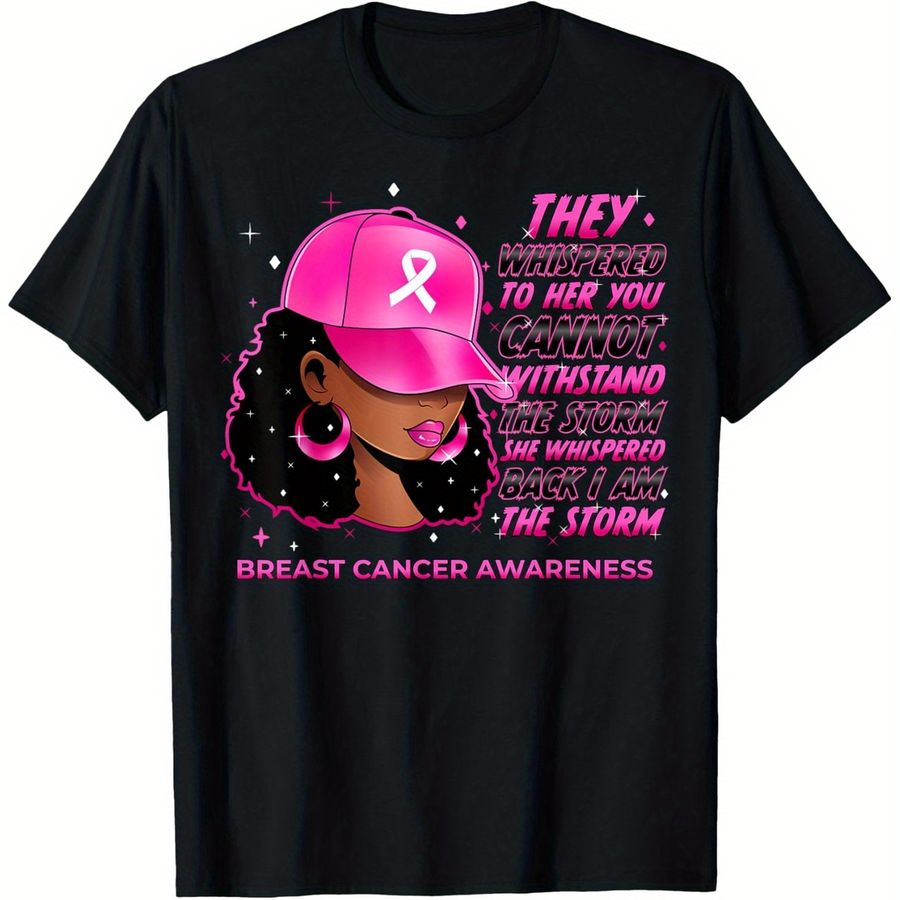 THEY
WHISPERED
TO HER YOU
CANNOT
WITHSTAND
THE STORM
SHE WHISPERED
BACK I AM
THE STORM
BREAST CANCER AWARENESS